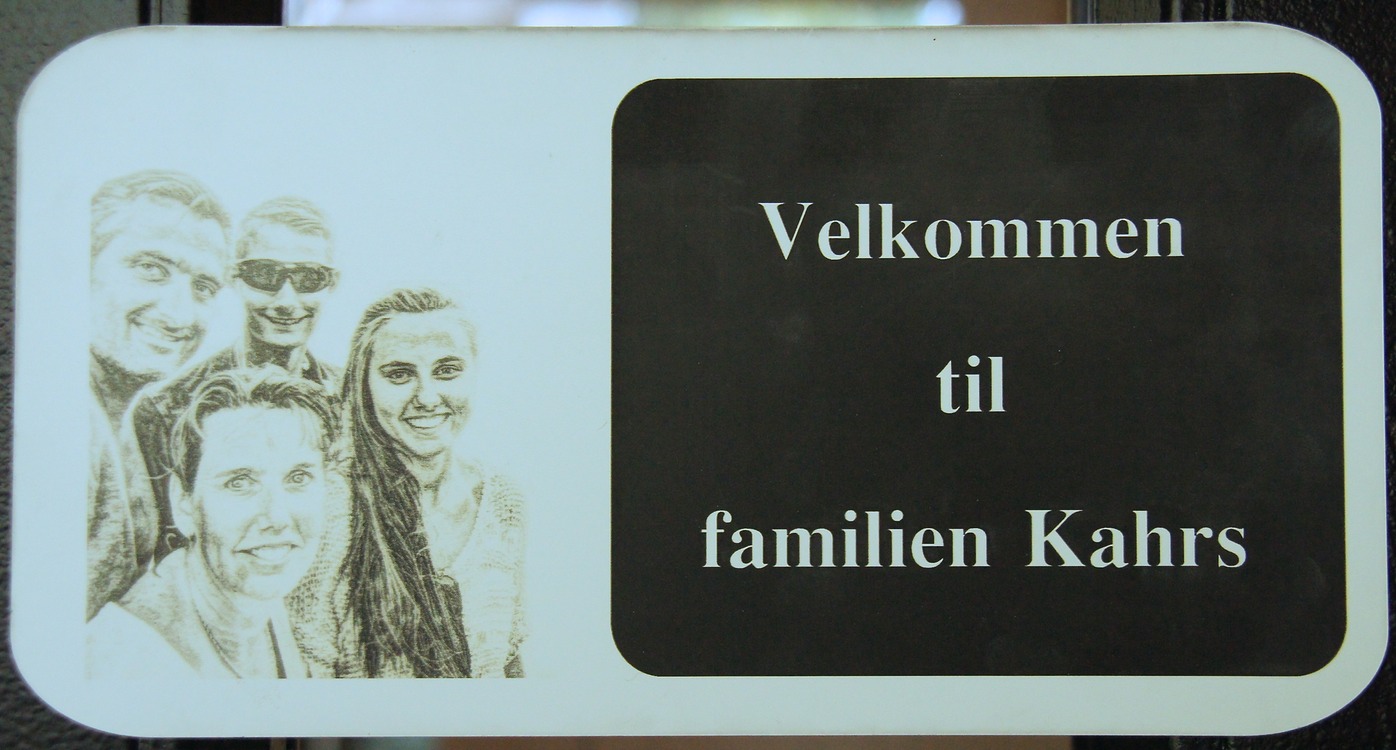 Velkommen
til
familien Kahrs